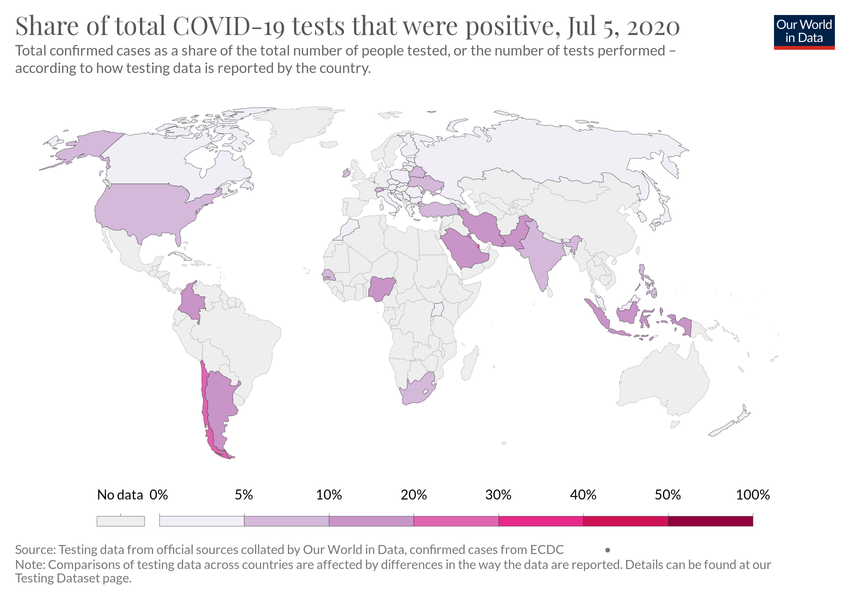 Share of total COVID-19 tests that were positive, Jul 5, 2020
Our World
in Data
Total confirmed cases as a share of the total number of people tested, or the number of tests performed –
according to how testing data is reported by the country.
No data 0% 5% 10% 20% 30% 40% 50% 100%
Source: Testing data from official sources collated by Our World in Data, confirmed cases from ECDC •
Note: Comparisons of testing data across countries are affected by differences in the way the data are reported. Details can be found at our
Testing Dataset page.